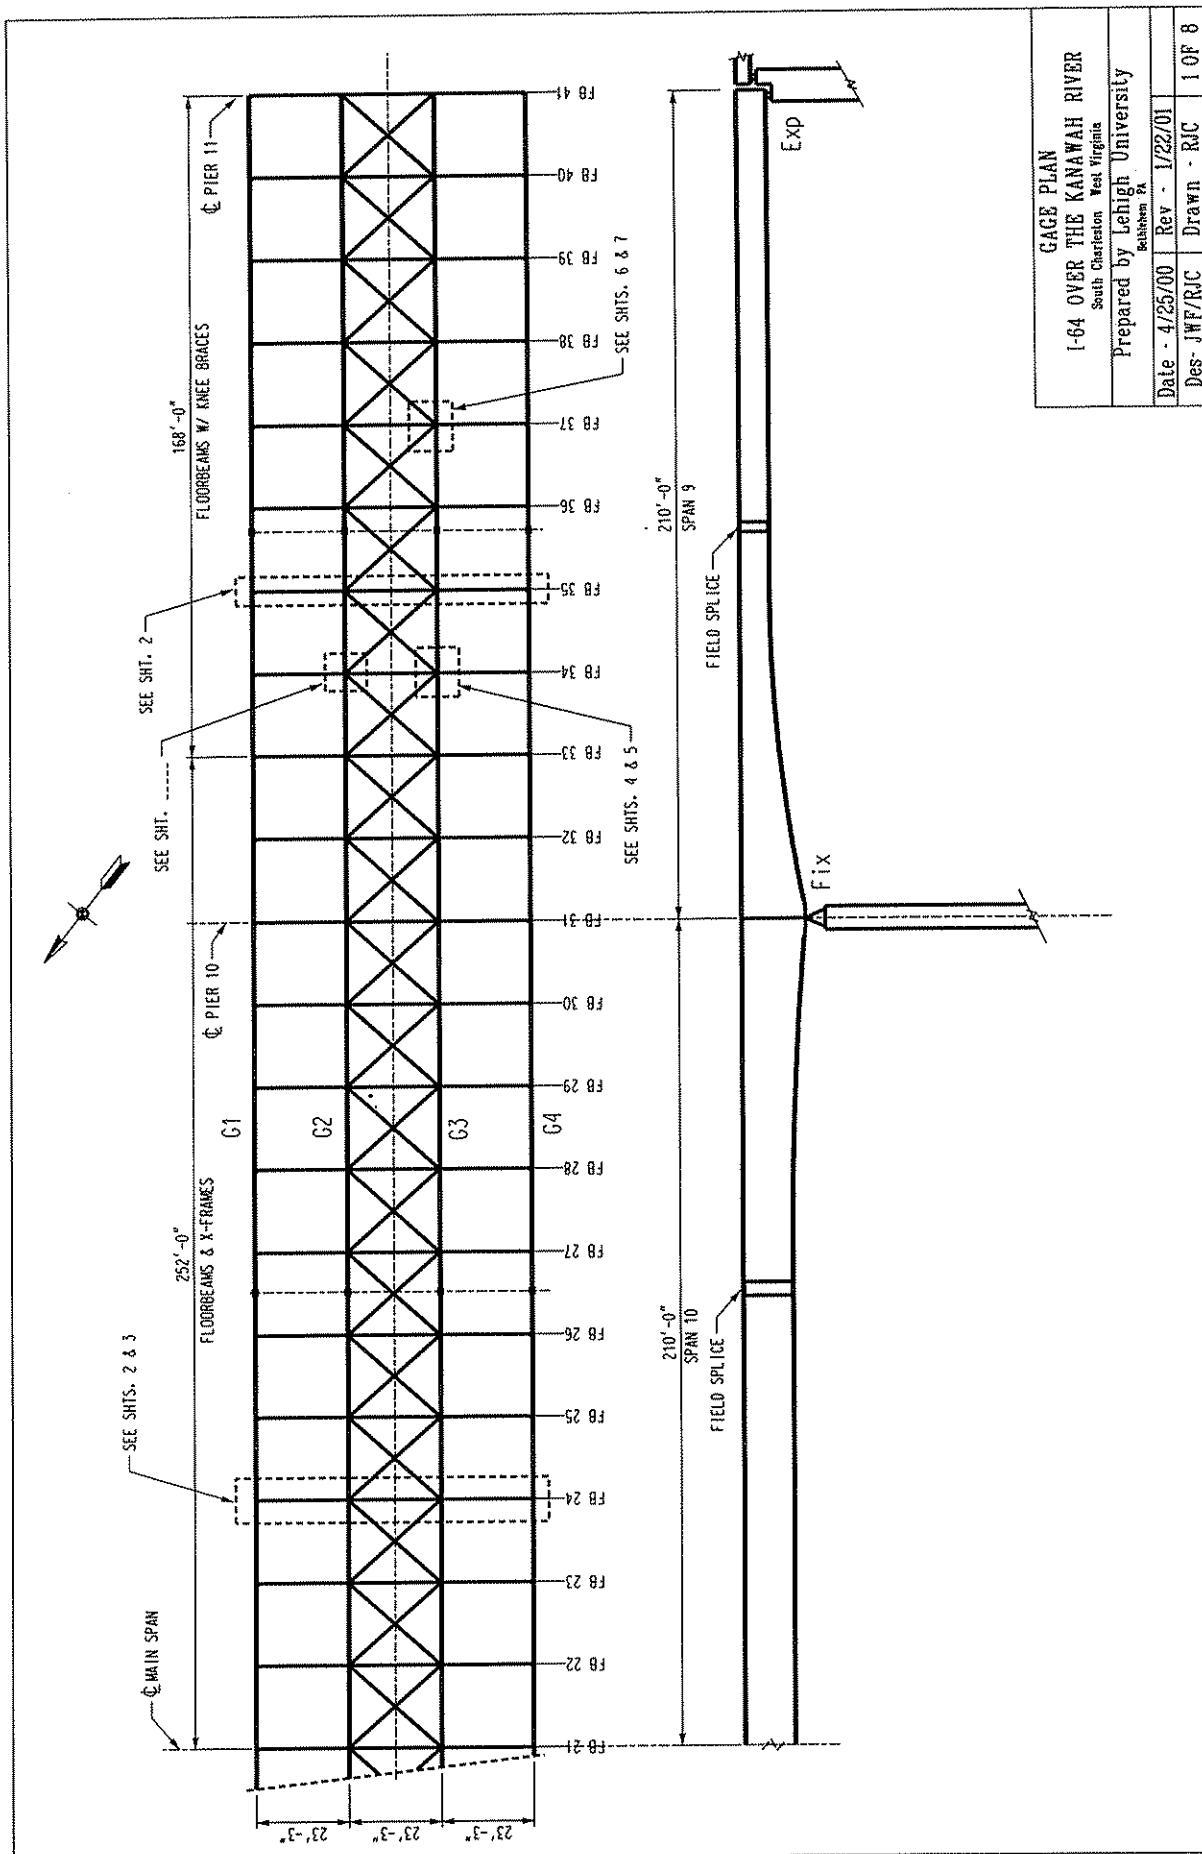 ℄ MAIN SPAN
SEE SHTS. 2 & 3
252'-0"
FLOORBEAMS & X-FRAMES
℄ PIER 10
SEE SHT. ------
SEE SHT. 2
168'-0"
FLOORBEAMS W/ KNEE BRACES
℄ PIER 11
G1
G2
G3
G4
23'-3"
23'-3"
23'-3"
SEE SHTS. 4 & 5
SEE SHTS. 6 & 7
FB 21
FB 22
FB 23
FB 24
FB 25
FB 26
FB 27
FB 28
FB 29
FB 30
FB 31
FB 32
FB 33
FB 34
FB 35
FB 36
FB 37
FB 38
FB 39
FB 40
FB 41
210'-0"
SPAN 10
210'-0"
SPAN 9
FIELD SPLICE
FIELD SPLICE
Fix
Exp
GAGE PLAN
I-64 OVER THE KANAWAH RIVER
South Charleston West Virginia
Prepared by Lehigh University
Bethlehem PA
Date - 4/25/00 Rev - 1/22/01
Des- JWF/RJC Drawn - RJC 1 OF 8